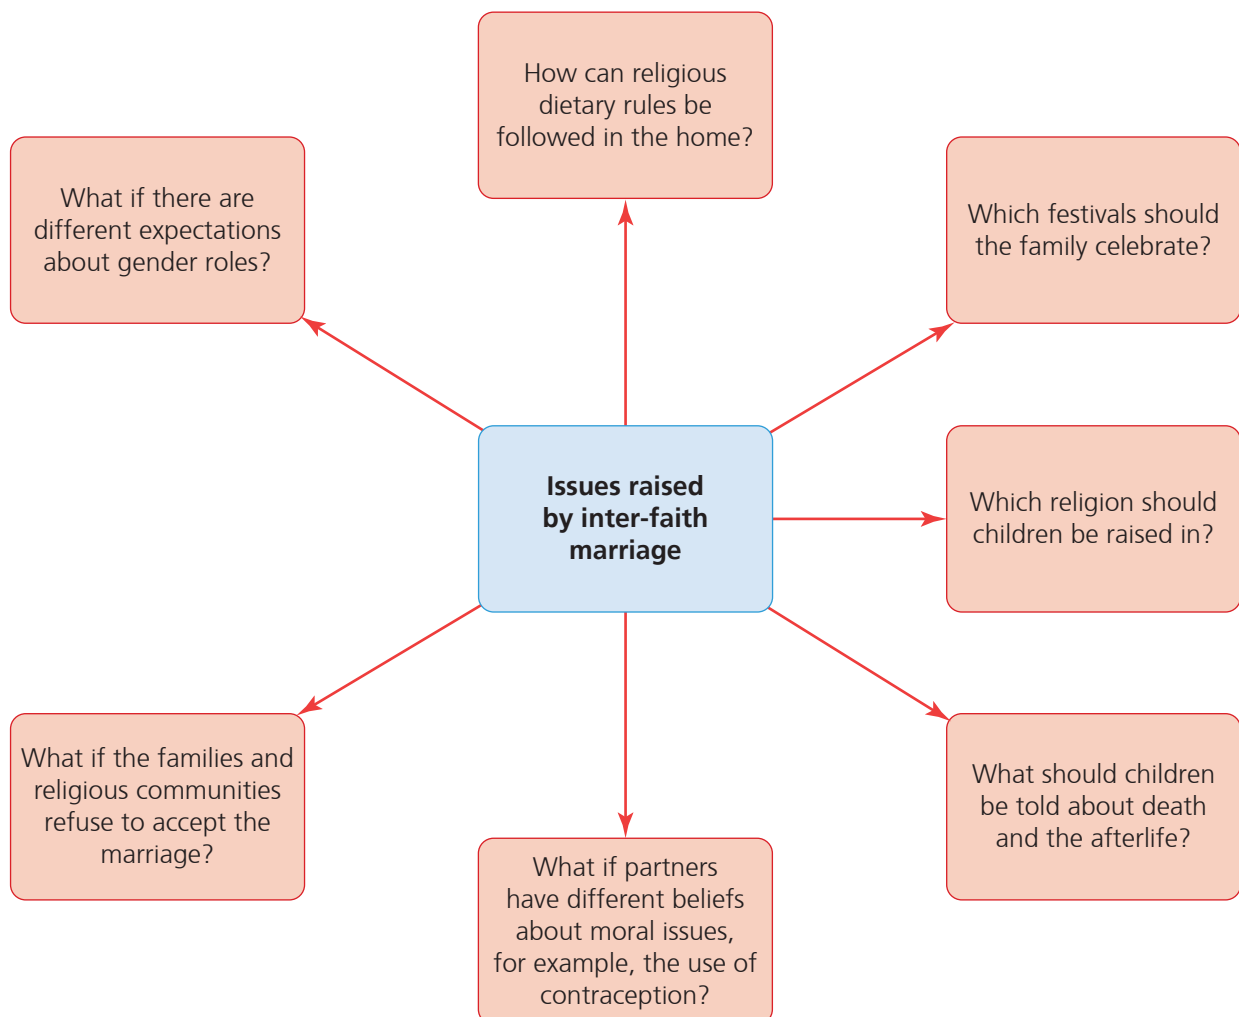 How can religious
dietary rules be
followed in the home?
What if there are
different expectations
about gender roles?
Which festivals should
the family celebrate?
Issues raised
by inter-faith
marriage
Which religion should
children be raised in?
What if the families and
religious communities
refuse to accept the
marriage?
What should children
be told about death
and the afterlife?
What if partners
have different beliefs
about moral issues,
for example, the use of
contraception?